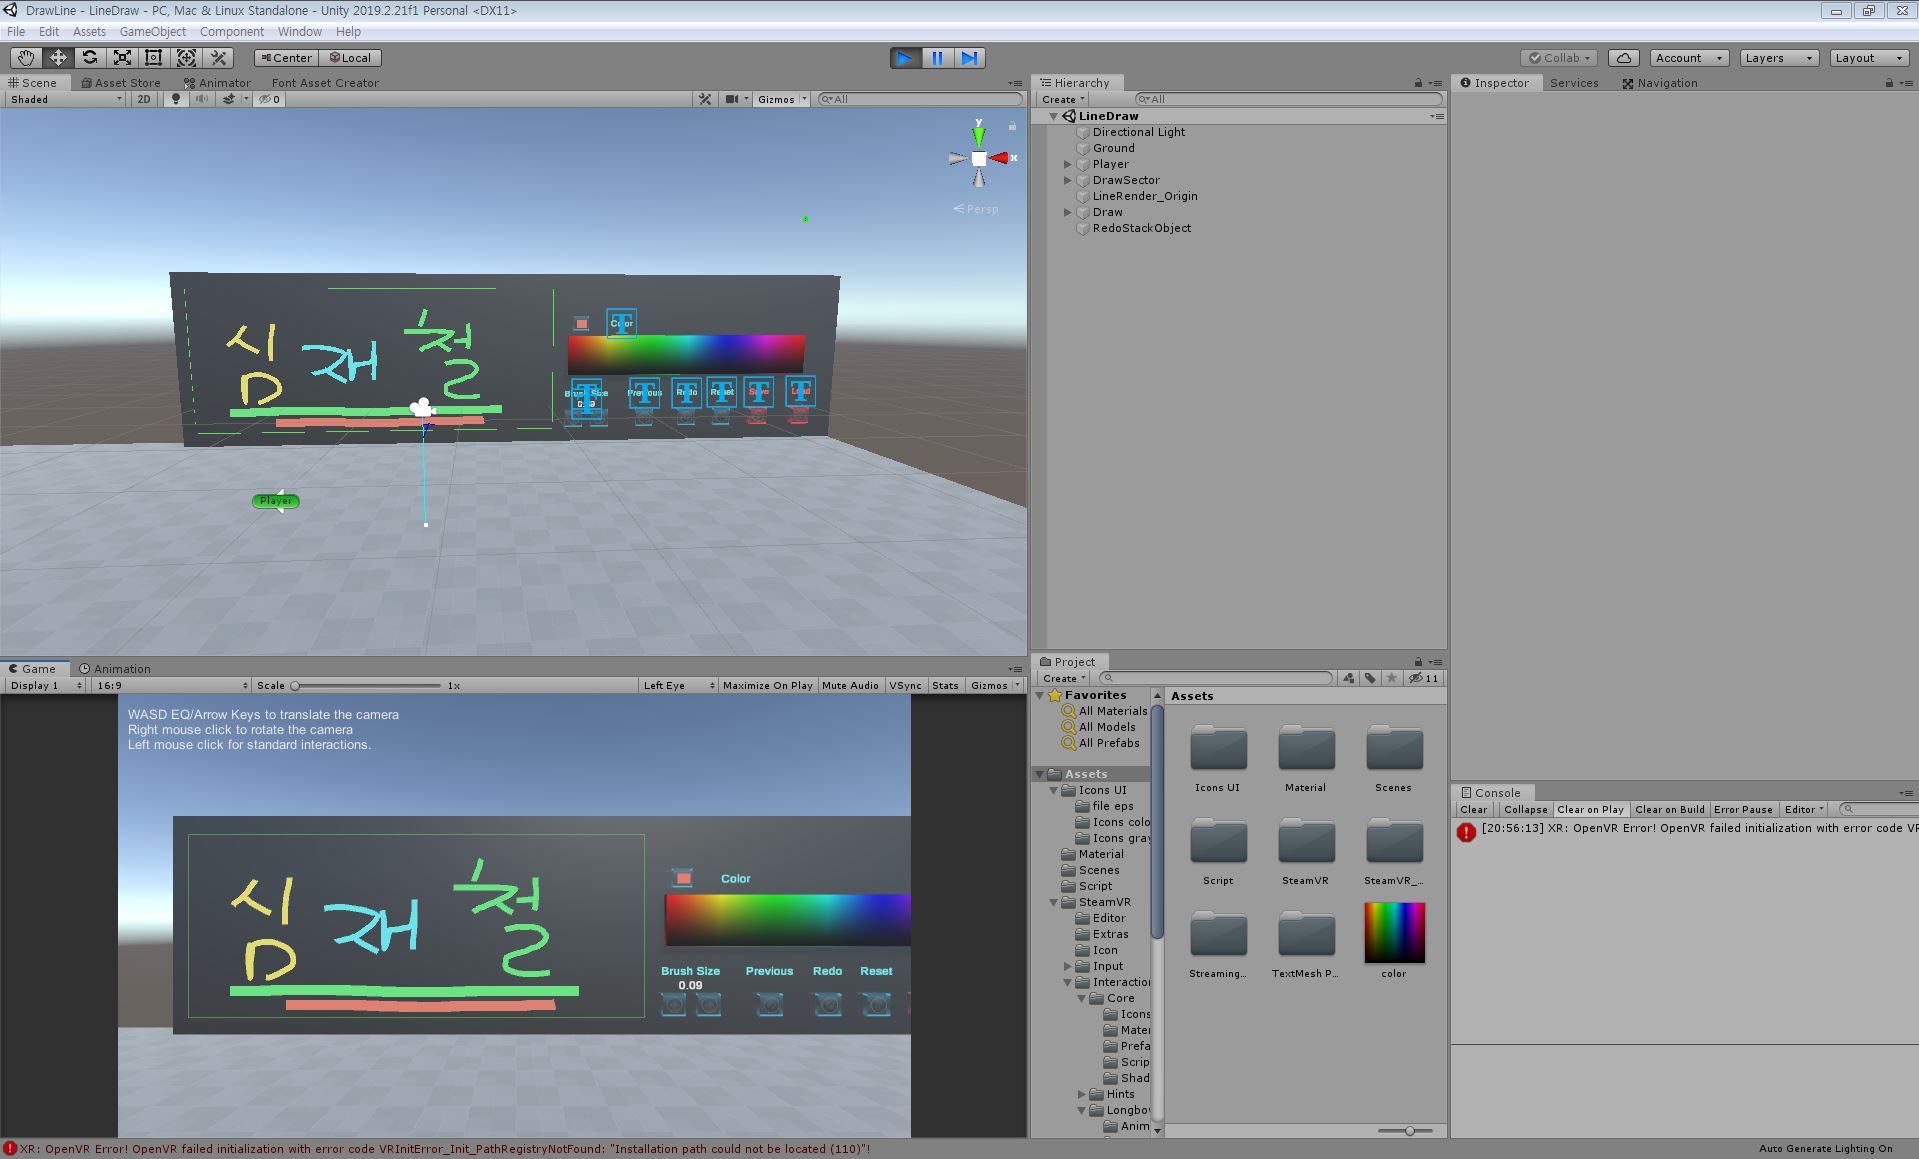 DrawLine - LineDraw - PC, Mac & Linux Standalone - Unity 2019.2.21f1 Personal <DX11>
File Edit Assets GameObject Component Window Help
Center Local
Collab Account Layers Layout
Scene Asset Store Animator Font Asset Creator
Shaded 2D 0 Gizmos All
y
x
Persp
시 재 철
Color
Brush Size Previous Redo Reset Save Load
0.09
Player
Hierarchy
Create All
LineDraw
Directional Light
Ground
Player
DrawSector
LineRender_Origin
Draw
RedoStackObject
Inspector Services Navigation
Game Animation
Display 1 16:9 Scale 1x Left Eye Maximize On Play Mute Audio VSync Stats Gizmos
WASD EQ/Arrow Keys to translate the camera
Right mouse click to rotate the camera
Left mouse click for standard interactions.
시 재 철
Color
Brush Size Previous Redo Reset
0.09
Project
Create 11
Favorites
All Materials
All Models
All Prefabs
Assets
Icons UI
file eps
Icons colo
Icons gray
Material
Scenes
Script
SteamVR
Editor
Extras
Icon
Input
Interaction
Core
Icons
Mater
Prefa
Scrip
Shad
Hints
Longbo
Anim
Assets
Icons UI Material Scenes
Script SteamVR SteamVR_...
Streaming... TextMesh P... color
Console
Clear Collapse Clear on Play Clear on Build Error Pause Editor
[20:56:13] XR: OpenVR Error! OpenVR failed initialization with error code VR
XR: OpenVR Error! OpenVR failed initialization with error code VRInitError_Init_PathRegistryNotFound: "Installation path could not be located (110)"!
Auto Generate Lighting On